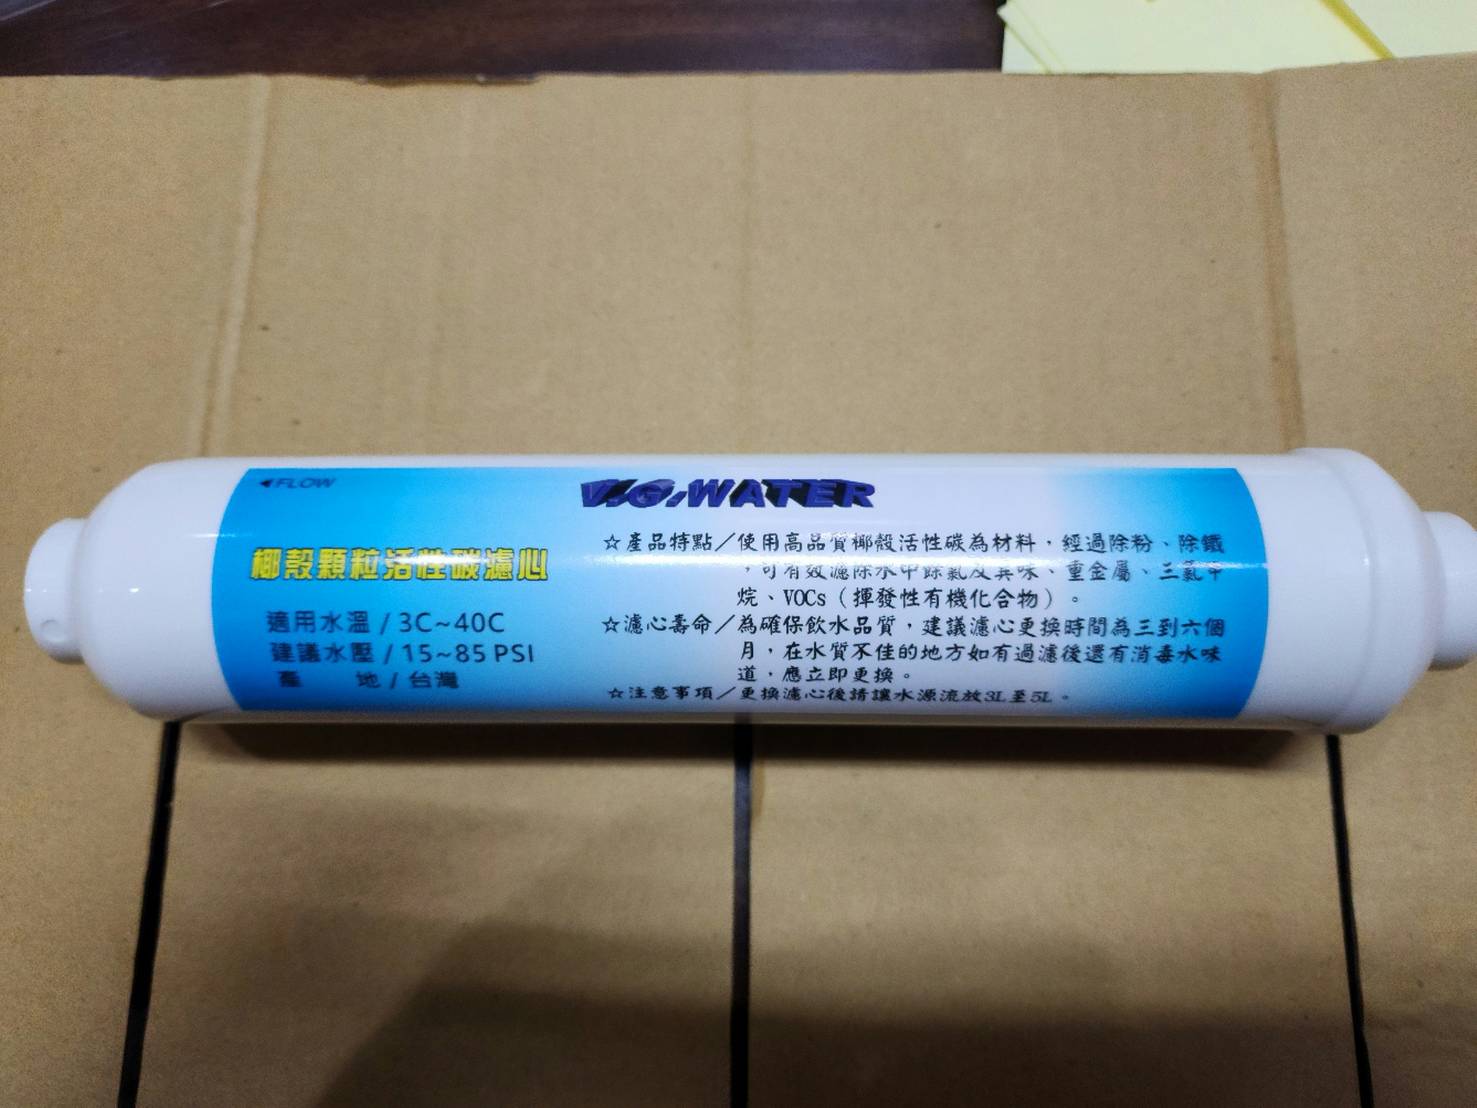 ◀FLOW
V.G.WATER
椰殼顆粒活性碳濾心
適用水溫 / 3C~40C
建議水壓 / 15~85 PSI
產 地 / 台灣
☆產品特點／使用高品質椰殼活性碳為材料，經過除粉、除鐵
，可有效濾除水中餘氯及異味、重金屬、三氯甲
烷、VOCs（揮發性有機化合物）。
☆濾心壽命／為確保飲水品質，建議濾心更換時間為三到六個
月，在水質不佳的地方如有過濾後還有消毒水味
道，應立即更換。
☆注意事項／更換濾心後請讓水源流放3L至5L。